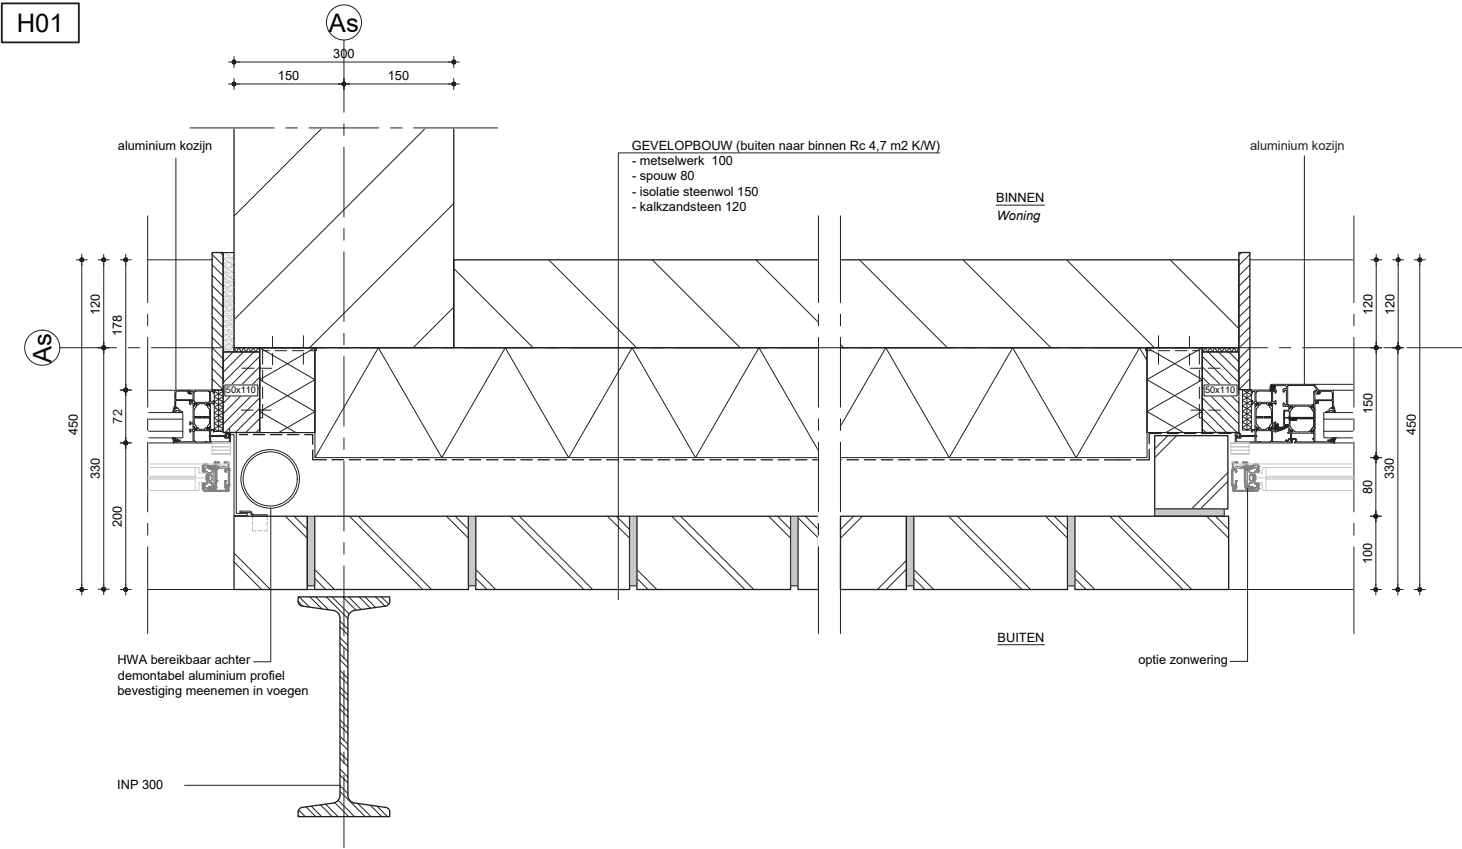 H01
As
300
150 150
aluminium kozijn
GEVELOPBOUW (buiten naar binnen Rc 4,7 m2 K/W)
- metselwerk 100
- spouw 80
- isolatie steenwol 150
- kalkzandsteen 120
aluminium kozijn
BINNEN
Woning
As
450
120
330
178
72
200
50x110
50x110
120
150
80
100
120
330
450
BUITEN
HWA bereikbaar achter
demontabel aluminium profiel
bevestiging meenemen in voegen
optie zonwering
INP 300